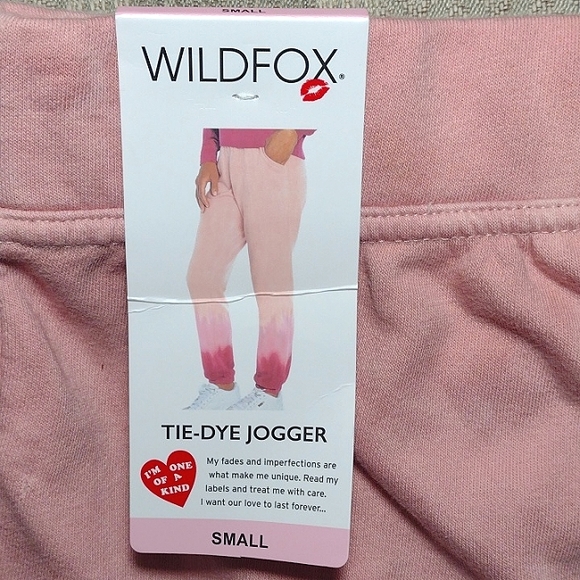 SMALL
WILDFOX®
TIE-DYE JOGGER
I'M ONE
OF A
KIND
My fades and imperfections are
what make me unique. Read my
labels and treat me with care.
I want our love to last forever...
SMALL